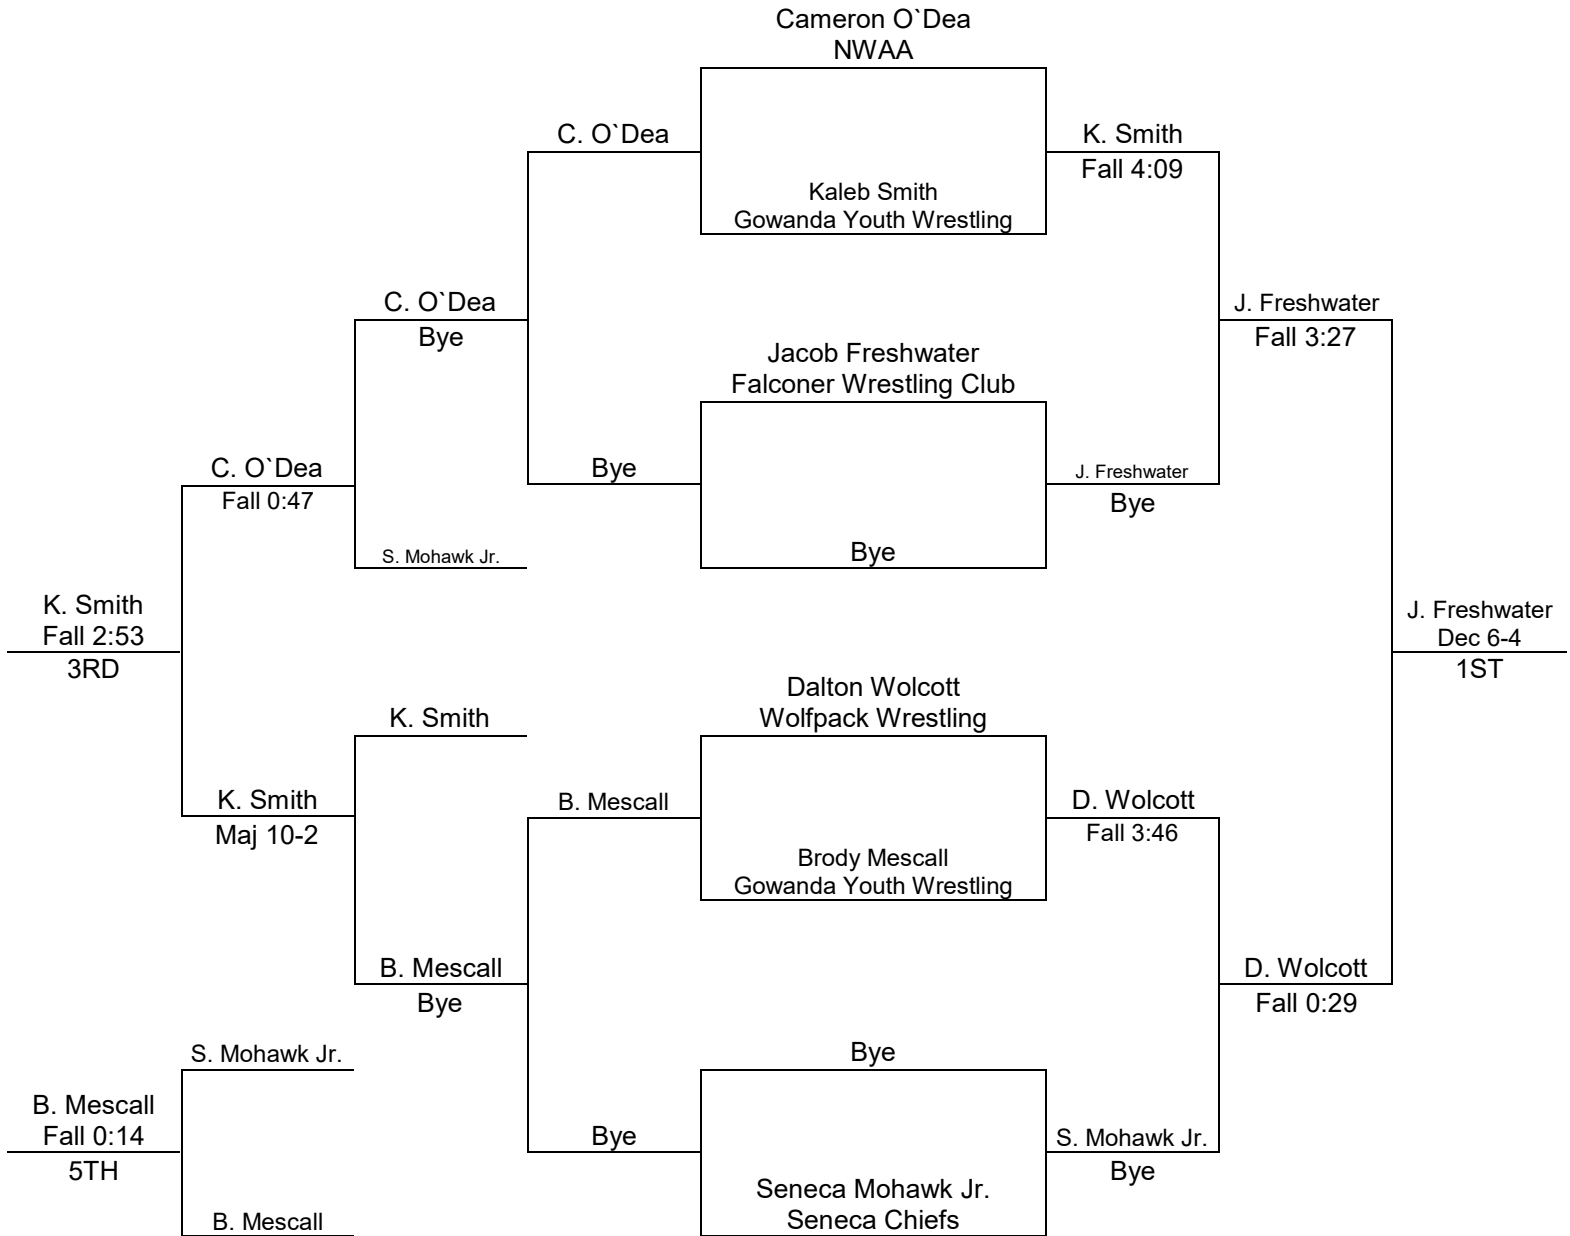 Cameron O`Dea
NWAA
C. O`Dea
K. Smith
Fall 4:09
Kaleb Smith
Gowanda Youth Wrestling
C. O`Dea
Bye
J. Freshwater
Fall 3:27
Jacob Freshwater
Falconer Wrestling Club
C. O`Dea
Fall 0:47
Bye
J. Freshwater
Bye
S. Mohawk Jr.
Bye
K. Smith
Fall 2:53
3RD
J. Freshwater
Dec 6-4
1ST
Dalton Wolcott
Wolfpack Wrestling
K. Smith
K. Smith
Maj 10-2
B. Mescall
D. Wolcott
Fall 3:46
Brody Mescall
Gowanda Youth Wrestling
B. Mescall
Bye
D. Wolcott
Fall 0:29
S. Mohawk Jr.
Bye
B. Mescall
Fall 0:14
5TH
Bye
S. Mohawk Jr.
Bye
Seneca Mohawk Jr.
Seneca Chiefs
B. Mescall